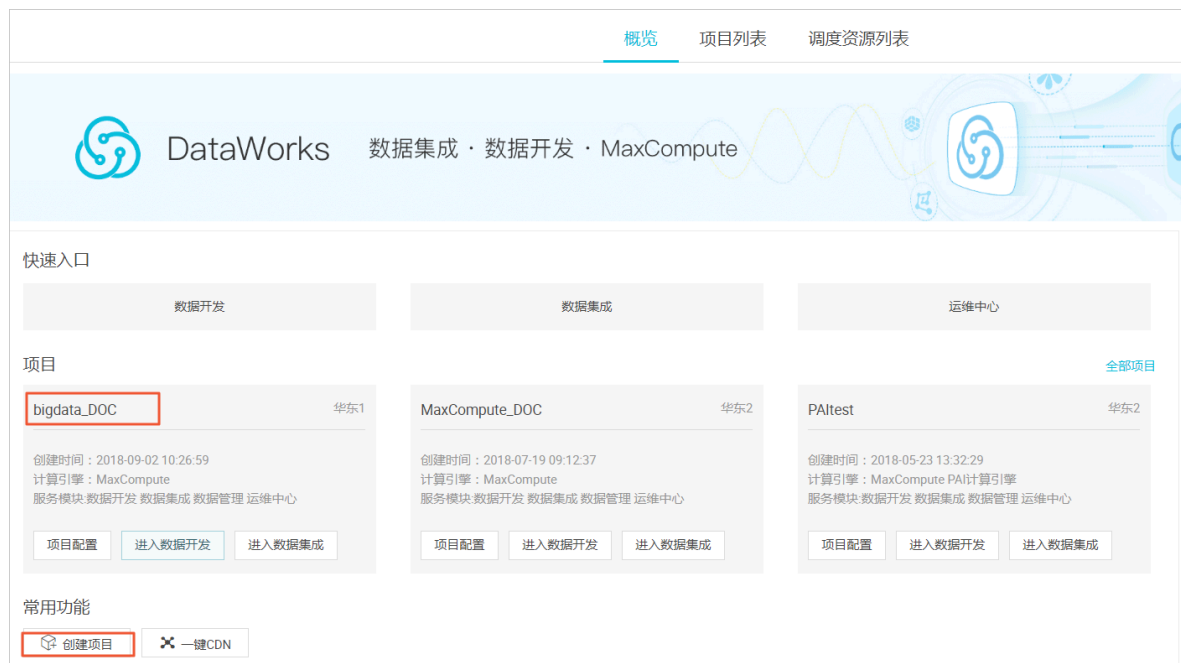 概览 项目列表 调度资源列表
DataWorks 数据集成 · 数据开发 · MaxCompute
快速入口
数据开发 数据集成 运维中心
项目 全部项目
bigdata_DOC 华东1 MaxCompute_DOC 华东2 PAItest 华东2
创建时间：2018-09-02 10:26:59 创建时间：2018-07-19 09:12:37 创建时间：2018-05-23 13:32:29
计算引擎：MaxCompute 计算引擎：MaxCompute 计算引擎：MaxCompute PAI计算引擎
服务模块:数据开发 数据集成 数据管理 运维中心 服务模块:数据开发 数据集成 数据管理 运维中心 服务模块:数据开发 数据集成 数据管理 运维中心
项目配置 进入数据开发 进入数据集成 项目配置 进入数据开发 进入数据集成 项目配置 进入数据开发 进入数据集成
常用功能
创建项目 一键CDN